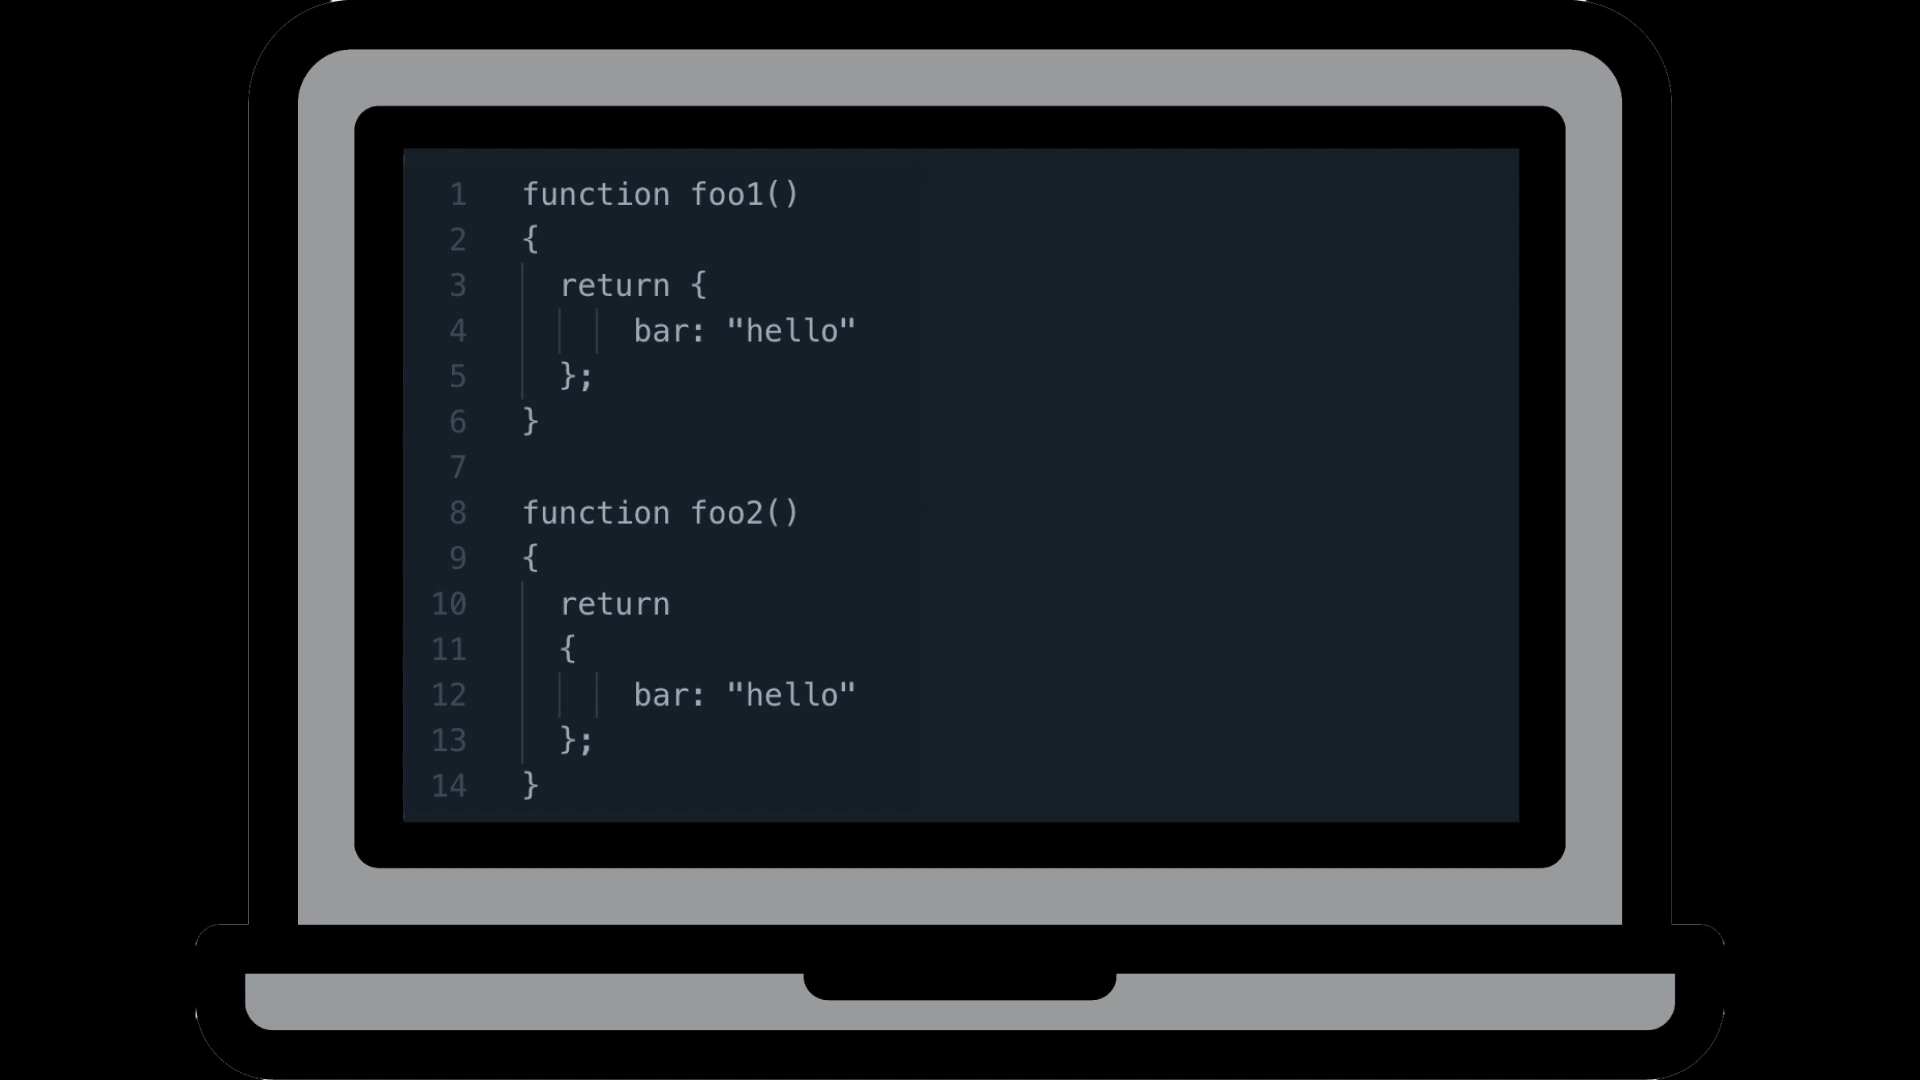 1 function foo1()
2 {
3 return {
4 bar: "hello"
5 };
6 }
7
8 function foo2()
9 {
10 return
11 {
12 bar: "hello"
13 };
14 }